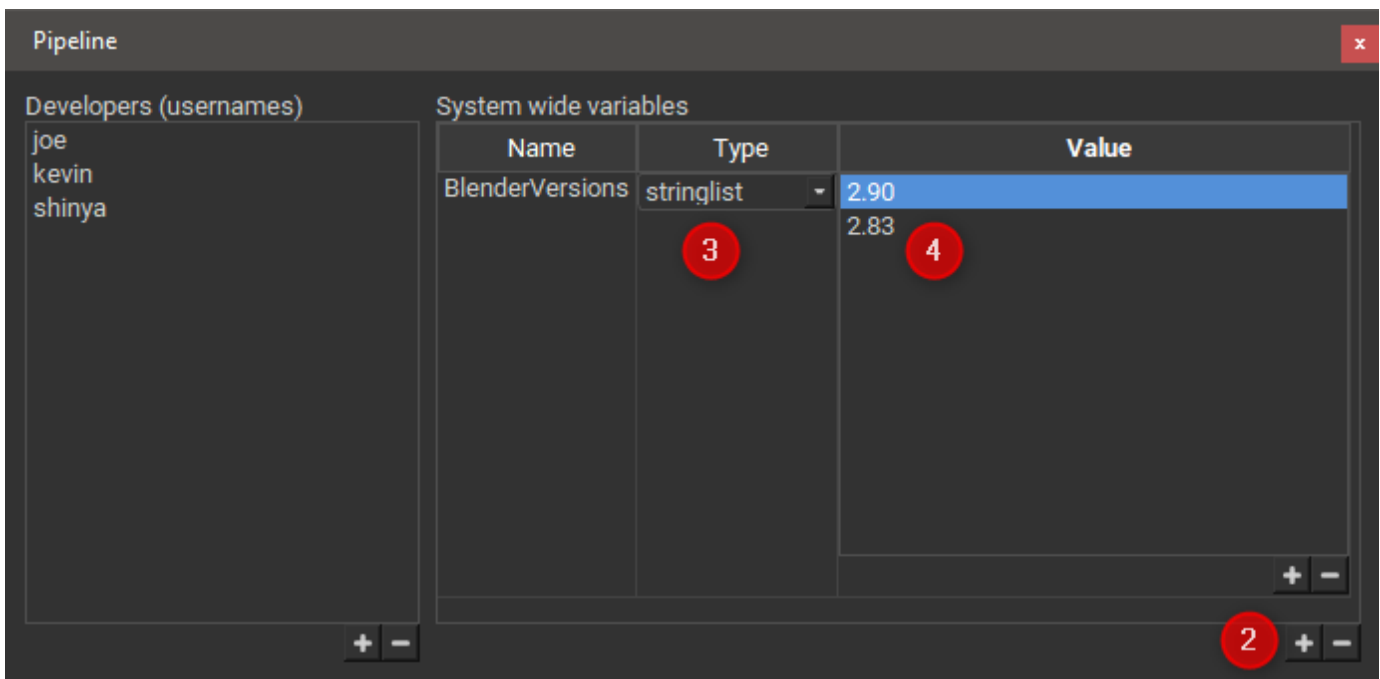 Pipeline
x
Developers (usernames)
joe
kevin
shinya
System wide variables
Name Type Value
BlenderVersions stringlist 2.90
2.83
3
4
+ -
2
+ -
+ -